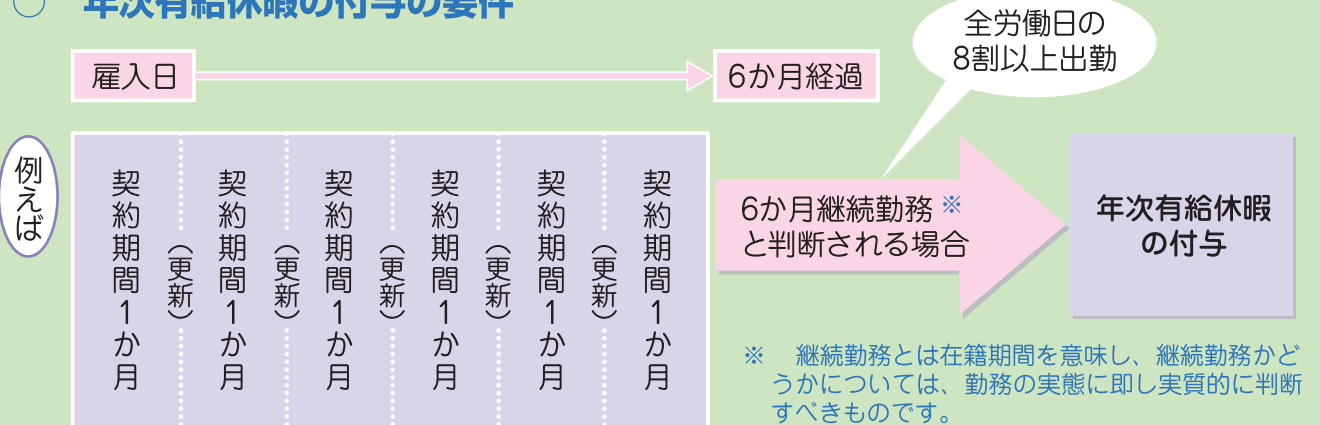 ○ 年次有給休暇の付与の要件
全労働日の
8割以上出勤
雇入日
6か月経過
例えば
契約期間1か月
（更新）
契約期間1か月
（更新）
契約期間1か月
（更新）
契約期間1か月
（更新）
契約期間1か月
（更新）
契約期間1か月
6か月継続勤務※
と判断される場合
年次有給休暇
の付与
※　継続勤務とは在籍期間を意味し、継続勤務かど
うかについては、勤務の実態に即し実質的に判断
すべきものです。